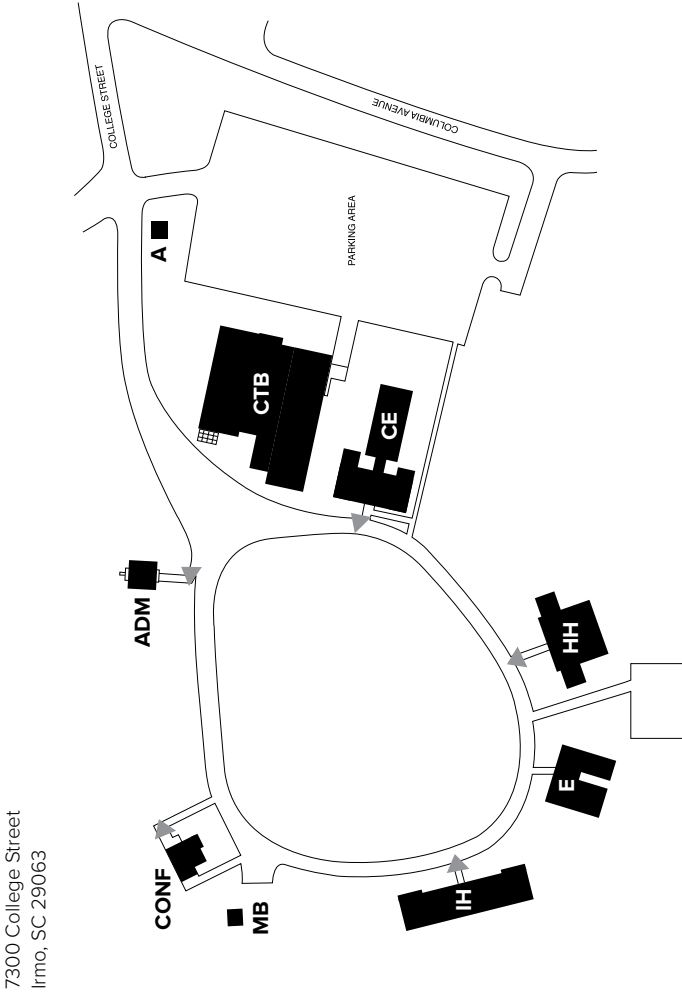 7300 College Street
Irmo, SC 29063
COLLEGE STREET
COLUMBIA AVENUE
A
PARKING AREA
CTB
CE
ADM
HH
E
CONF
MB
IH